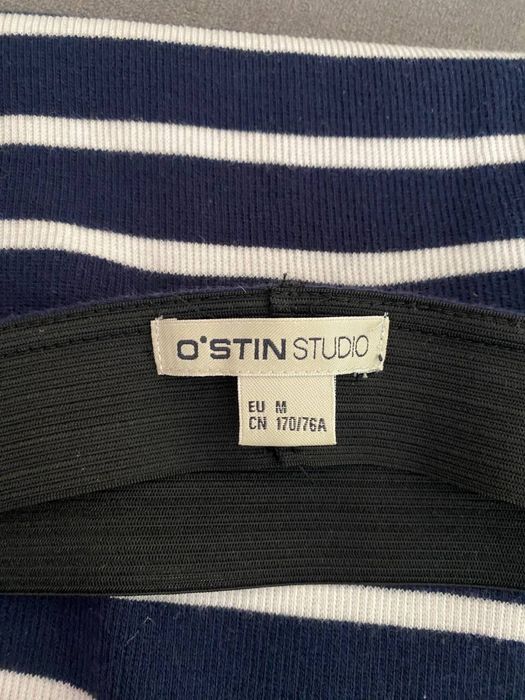 O'STIN STUDIO
EU M
CN 170/76A